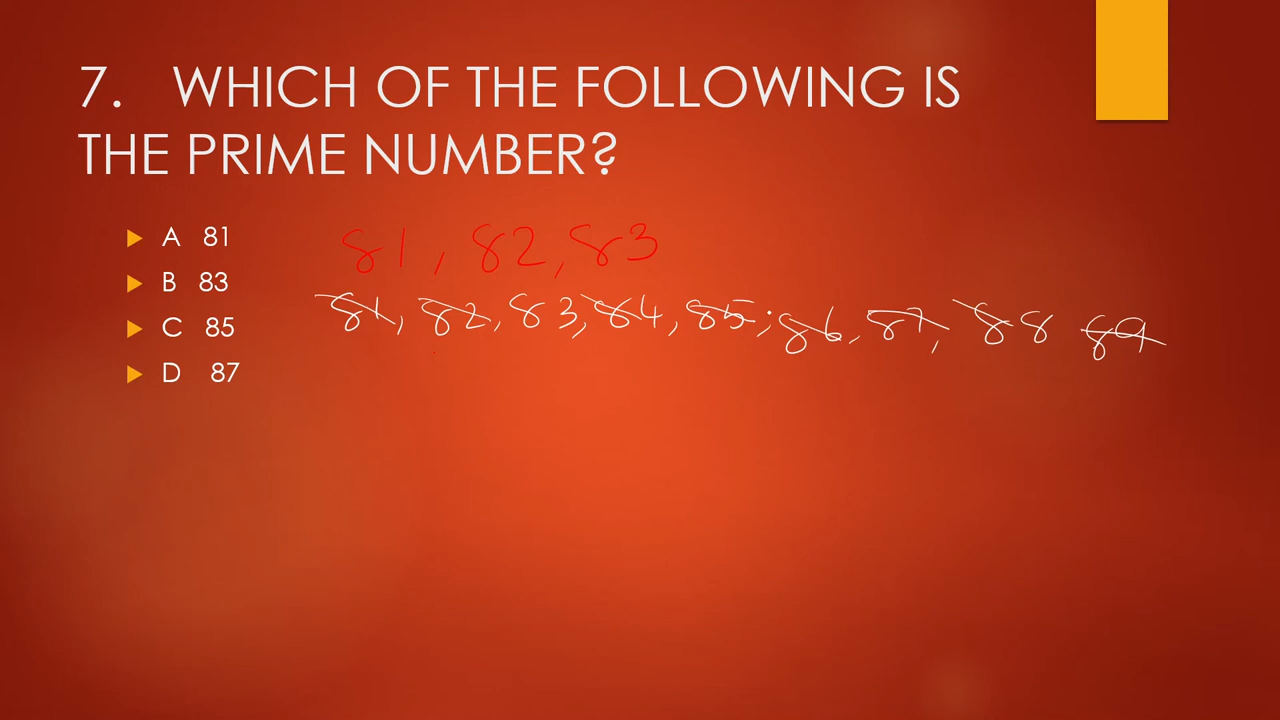 7. WHICH OF THE FOLLOWING IS
THE PRIME NUMBER?
A 81
B 83
C 85
D 87
81, 82, 83
81, 82, 83, 84, 85; 86, 87, 88 89